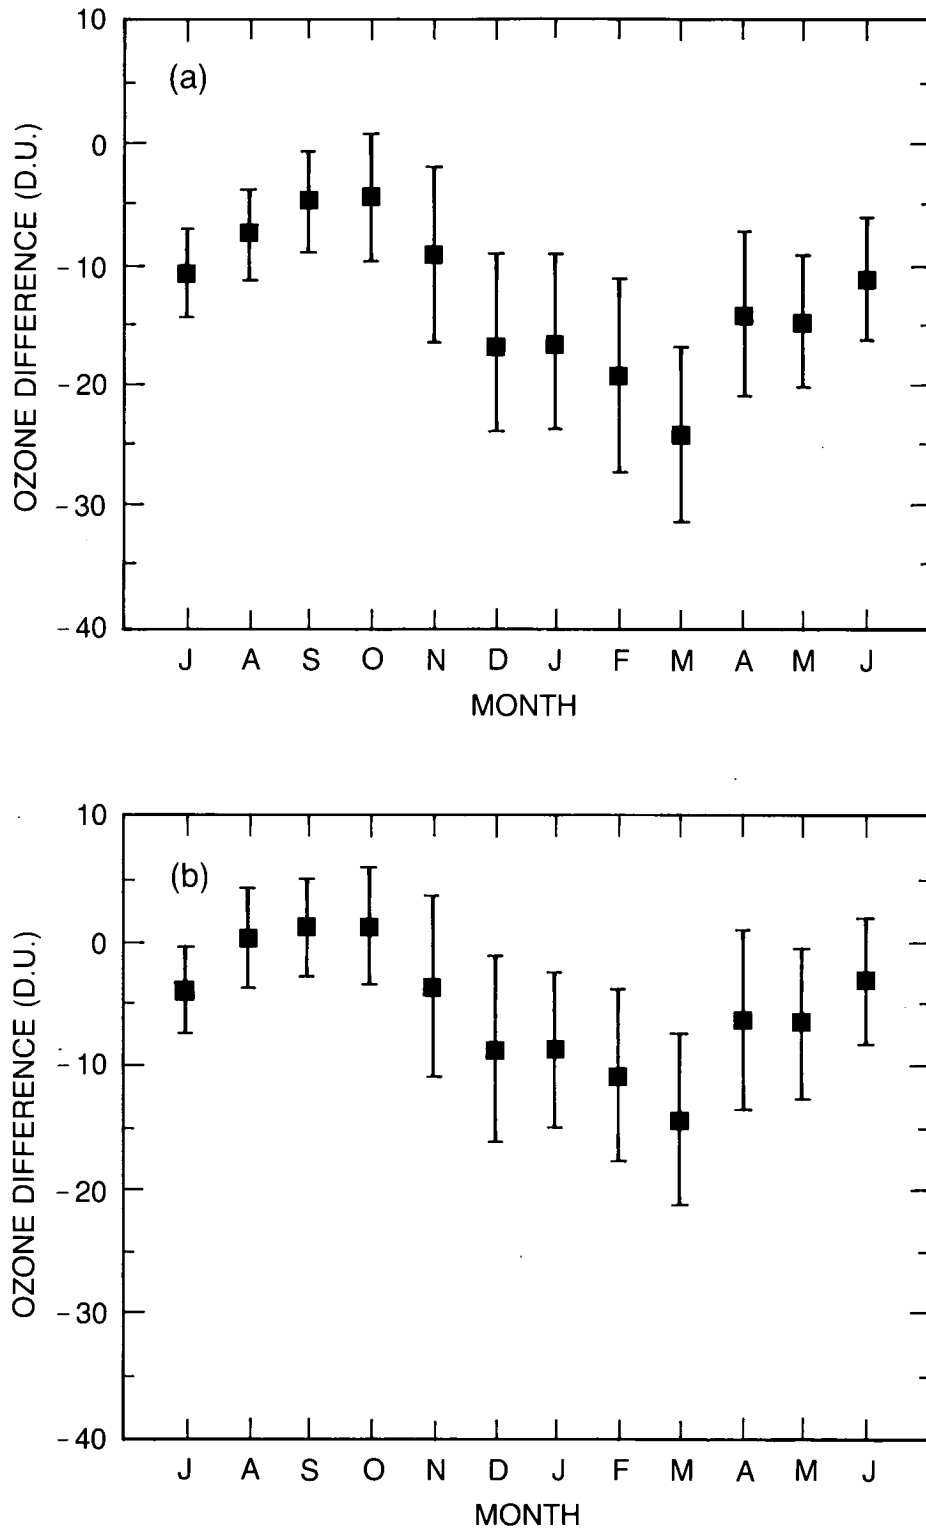 10
(a)
0
-10
-20
-30
-40
OZONE DIFFERENCE (D.U.)
J A S O N D J F M A M J
MONTH
10
(b)
0
-10
-20
-30
-40
OZONE DIFFERENCE (D.U.)
J A S O N D J F M A M J
MONTH